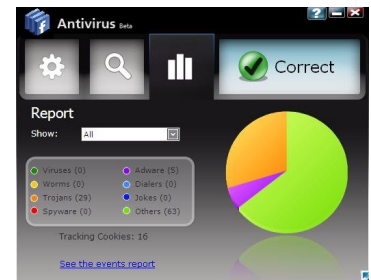 Antivirus Beta
Correct
Report
Show: All
Viruses (0) Adware (5)
Worms (0) Dialers (0)
Trojans (29) Jokes (0)
Spyware (0) Others (63)
Tracking Cookies: 16
See the events report